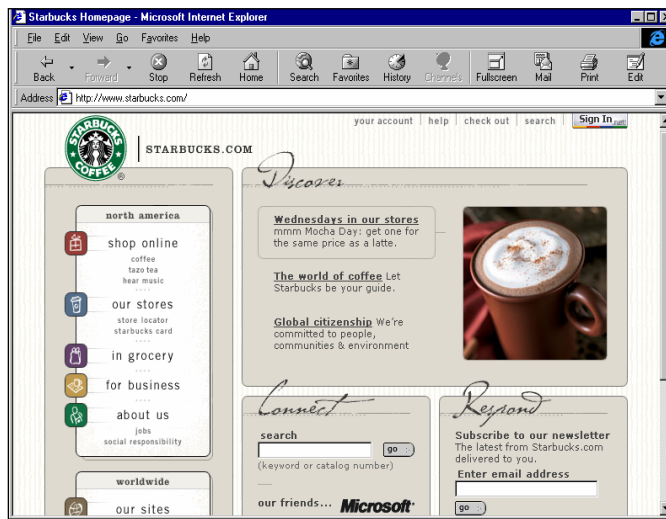 Starbucks Homepage - Microsoft Internet Explorer
File Edit View Go Favorites Help
Back Forward Stop Refresh Home Search Favorites History Channels Fullscreen Mail Print Edit
Address http://www.starbucks.com/
your account | help | check out | search | Sign In .net
STARBUCKS
COFFEE
®
STARBUCKS.COM
Discover
north america
shop online
coffee
tazo tea
hear music
our stores
store locator
starbucks card
in grocery
for business
about us
jobs
social responsibility
worldwide
our sites
Wednesdays in our stores
mmm Mocha Day: get one for
the same price as a latte.
The world of coffee Let
Starbucks be your guide.
Global citizenship We're
committed to people,
communities & environment
Connect
search
go
(keyword or catalog number)
our friends... Microsoft
Respond
Subscribe to our newsletter
The latest from Starbucks.com
delivered to you.
Enter email address
go